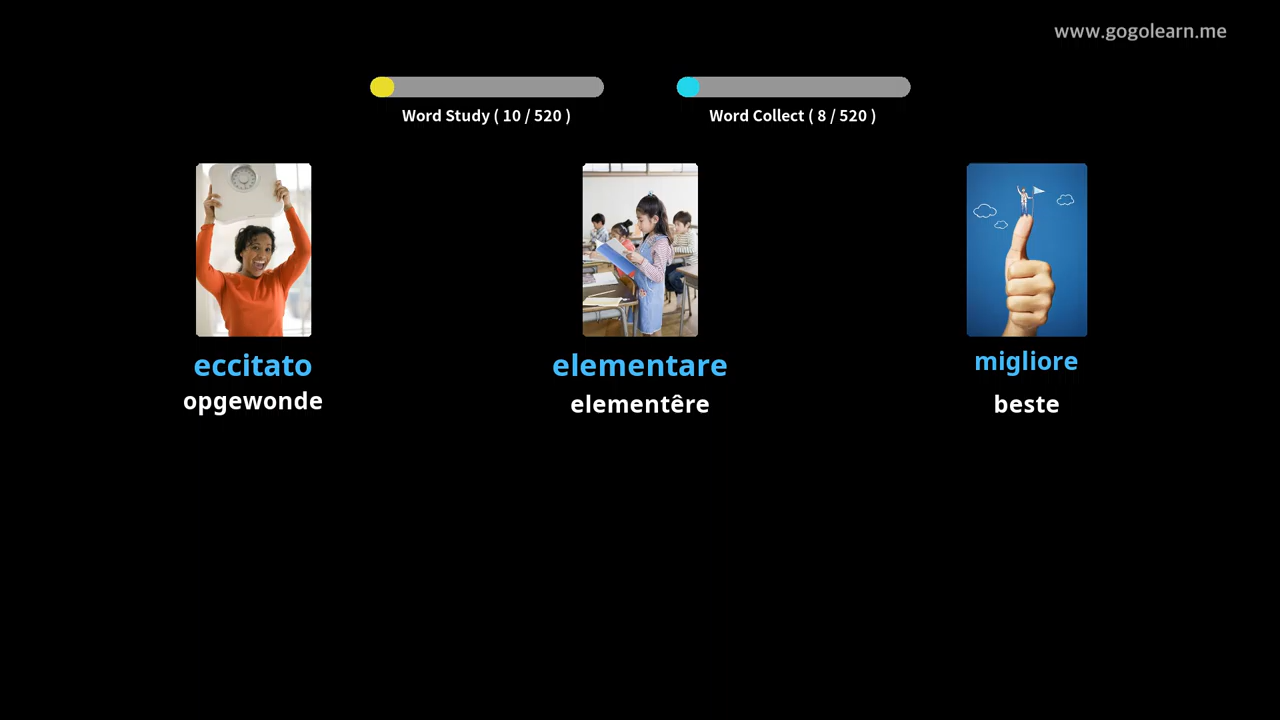 www.gogolearn.me
Word Study ( 10 / 520 )
Word Collect ( 8 / 520 )
eccitato
opgewonde
elementare
elementêre
migliore
beste